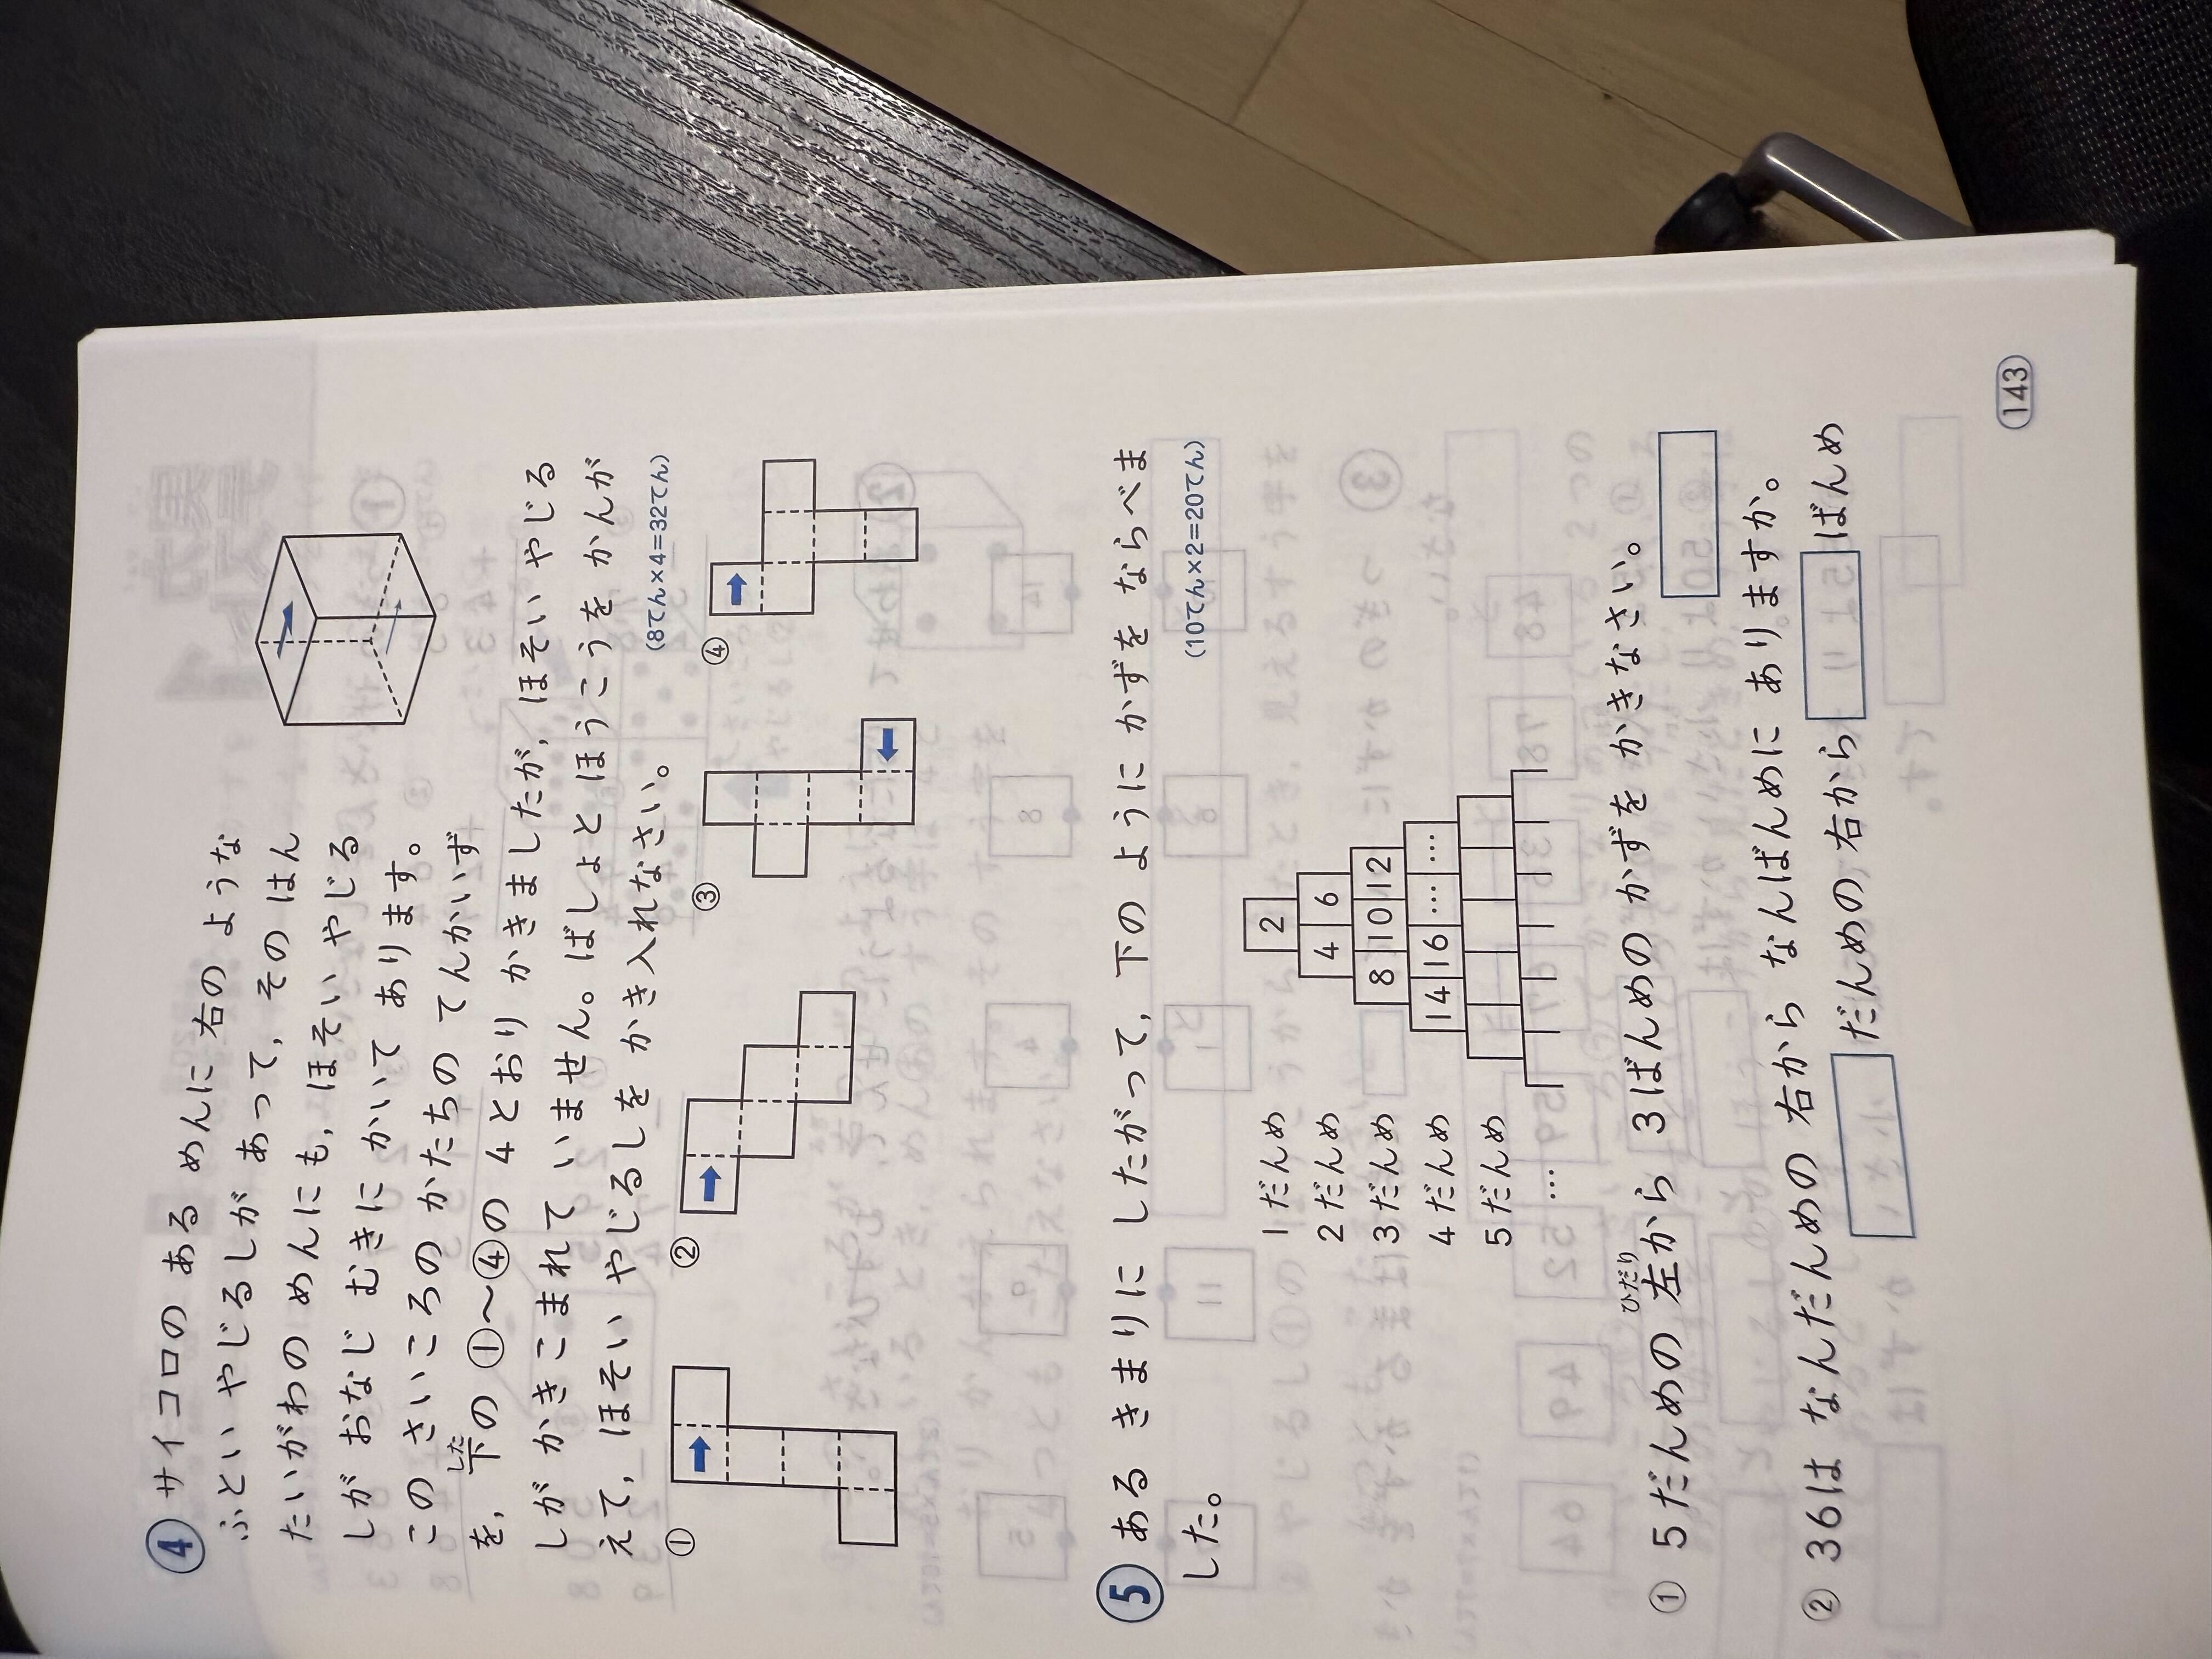 4 サイコロの ある めんに 右の ような
ふとい やじるしが あって, その はん
たいがわの めんにも, ほそい やじる
しが おなじ むきに かいて あります。
この さいころの かたちの てんかいず
を, 下の ①〜④の 4とおり かきましたが, ほそい やじる
した
しが かきこまれて いません。ばしょと ほうこうを かんが
えて, ほそい やじるしを かき入れなさい。
(8てん×4=32てん)
① ② ③ ④
5 ある きまりに したがって, 下の ように かずを ならべま
した。
(10てん×2=20てん)
1だんめ 2
2だんめ 4 6
3だんめ 8 10 12
4だんめ 14 16 … …
5だんめ
⋮
① 5だんめの 左から 3ばんめの かずを かきなさい。
ひだり
② 36は なんだんめの 右から なんばんめに ありますか。
だんめの 右から ばんめ
143